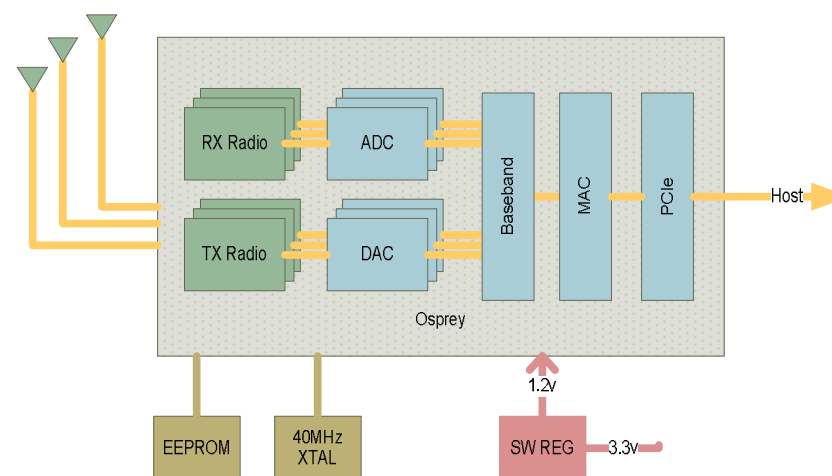 RX Radio
ADC
TX Radio
DAC
Baseband
MAC
PCIe
Host
Osprey
1.2v
EEPROM
40MHz
XTAL
SW REG
3.3v